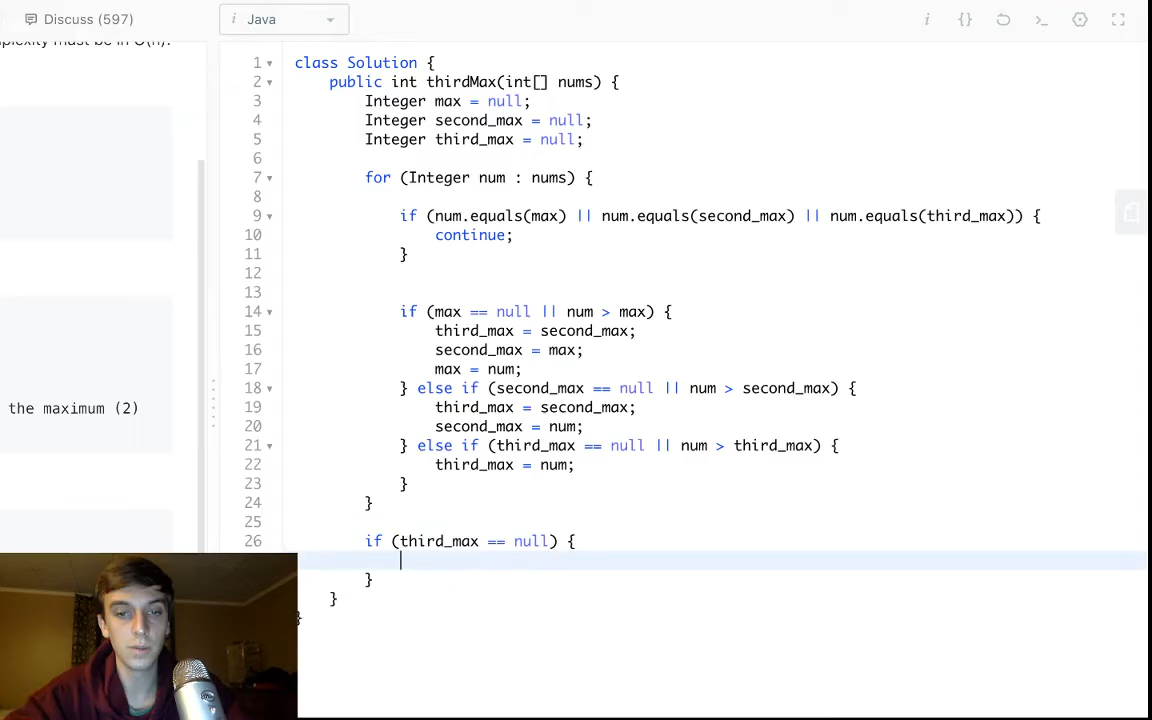 Discuss (597)
i Java
i {}
class Solution {
public int thirdMax(int[] nums) {
Integer max = null;
Integer second_max = null;
Integer third_max = null;
for (Integer num : nums) {
if (num.equals(max) || num.equals(second_max) || num.equals(third_max)) {
continue;
}
if (max == null || num > max) {
third_max = second_max;
second_max = max;
max = num;
} else if (second_max == null || num > second_max) {
third_max = second_max;
second_max = num;
} else if (third_max == null || num > third_max) {
third_max = num;
}
}
if (third_max == null) {
}
}
}
1
2
3
4
5
6
7
8
9
10
11
12
13
14
15
16
17
18
19
20
21
22
23
24
25
26
the maximum (2)